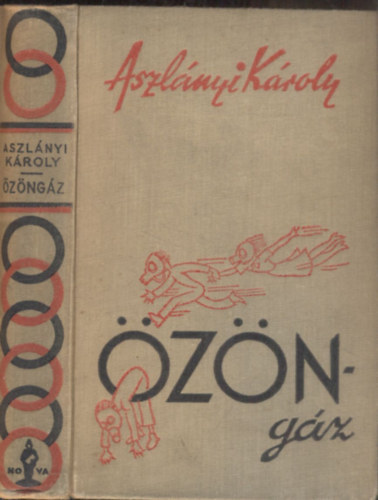 Aszlányi Károly
ÖZÖN-
gáz
ASZLÁNYI
KÁROLY
ÖZÖNGÁZ
NOVA